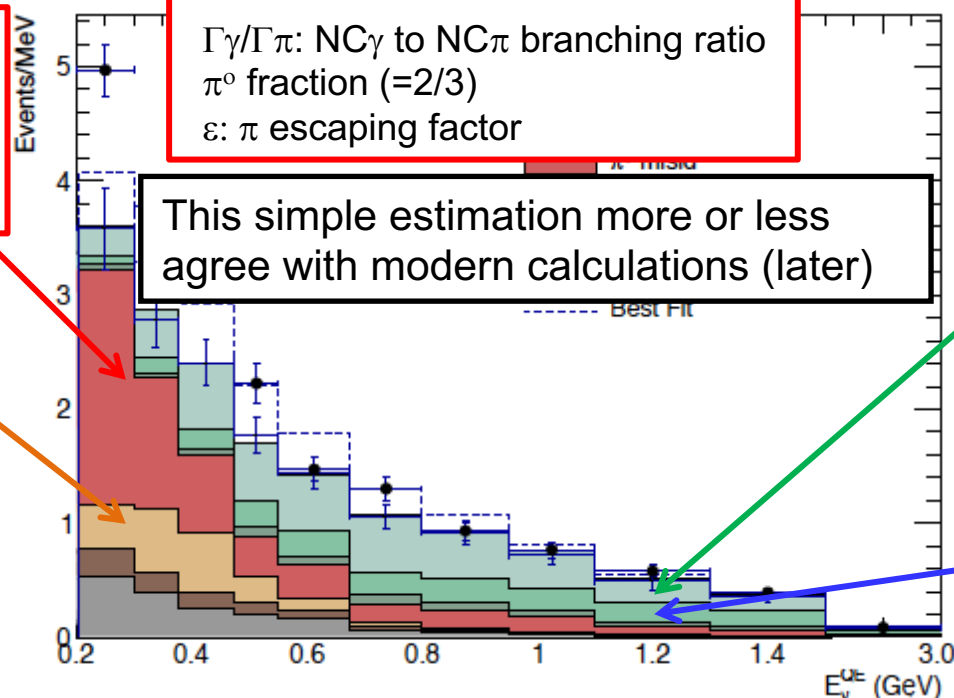 Γγ/Γπ: NCγ to NCπ branching ratio
πº fraction (=2/3)
ε: π escaping factor
This simple estimation more or less
agree with modern calculations (later)
Best Fit
Events/MeV
5
4
3
2
1
0
0.2 0.4 0.6 0.8 1 1.2 1.4 3.0
E_ν^QE (GeV)